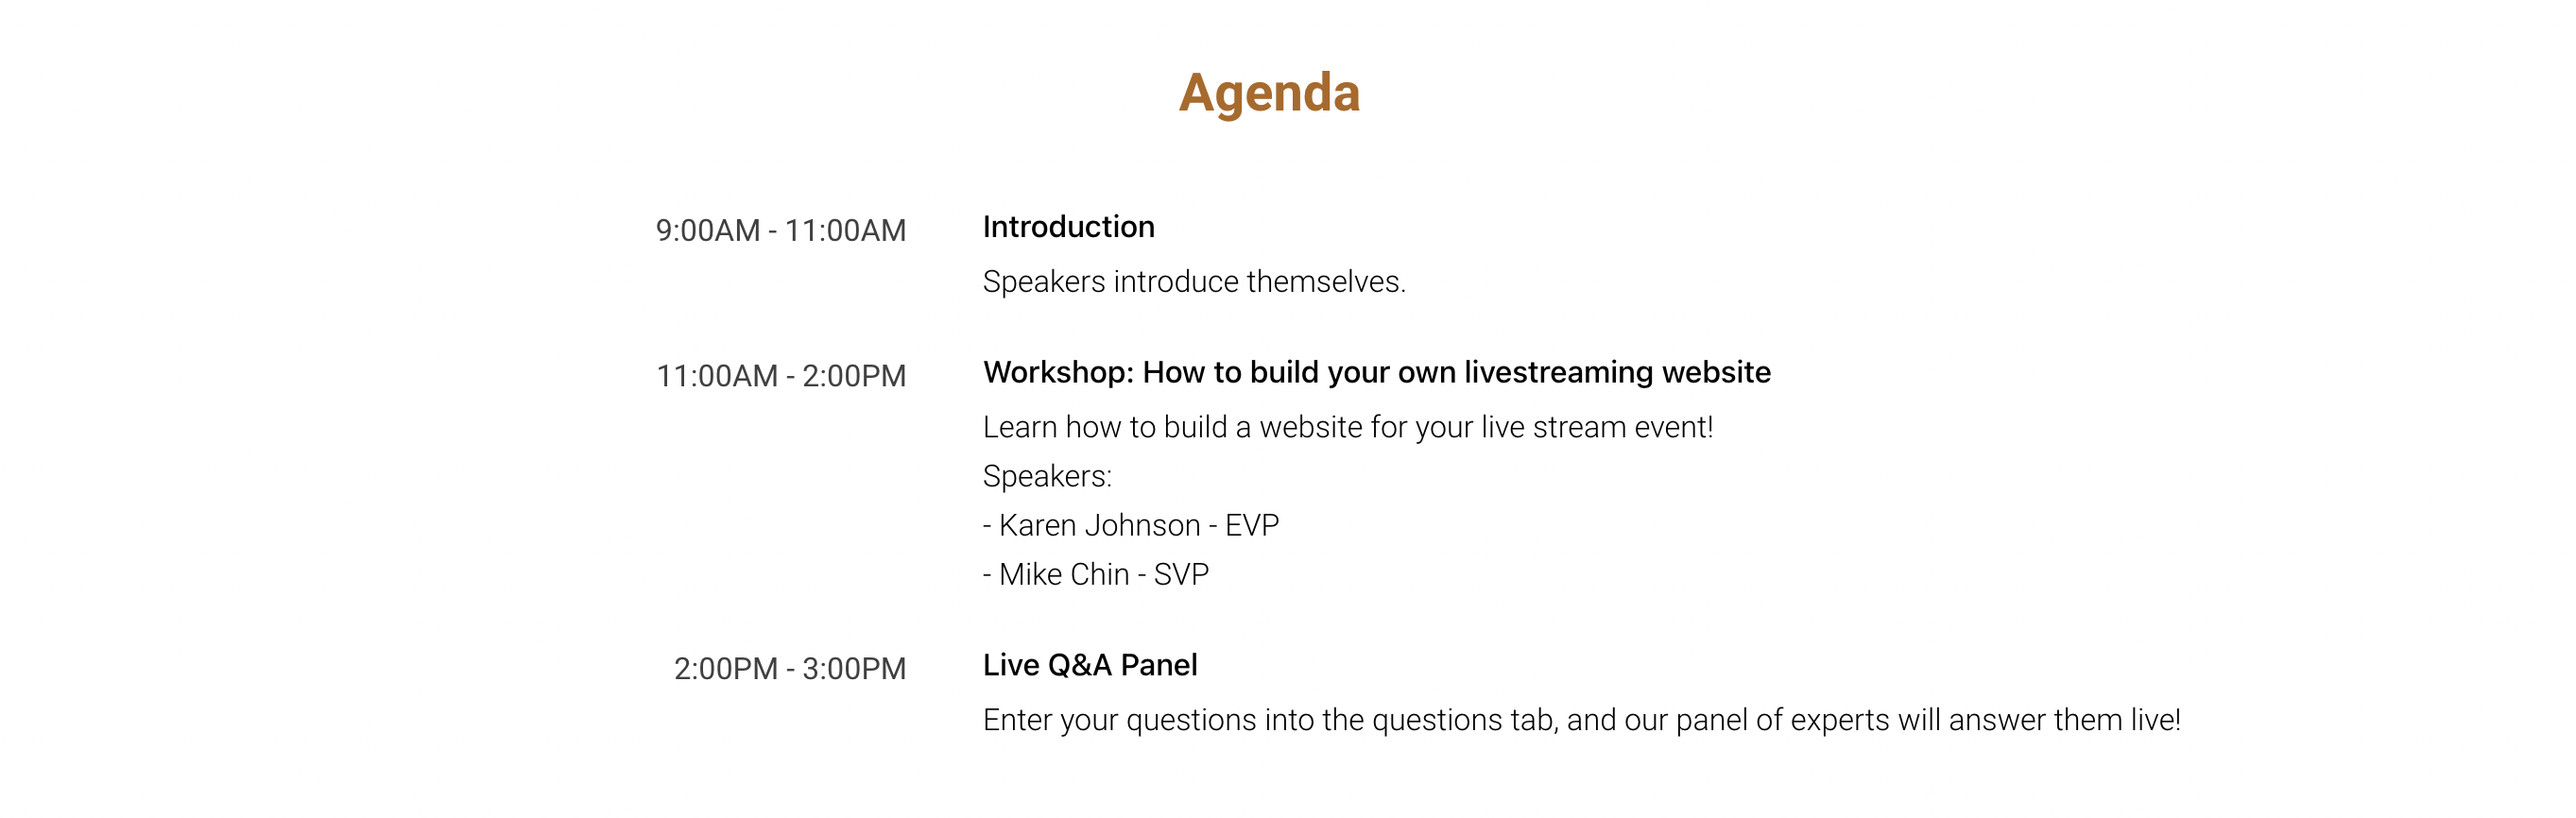 Agenda
9:00AM - 11:00AM
Introduction
Speakers introduce themselves.
11:00AM - 2:00PM
Workshop: How to build your own livestreaming website
Learn how to build a website for your live stream event!
Speakers:
- Karen Johnson - EVP
- Mike Chin - SVP
2:00PM - 3:00PM
Live Q&A Panel
Enter your questions into the questions tab, and our panel of experts will answer them live!